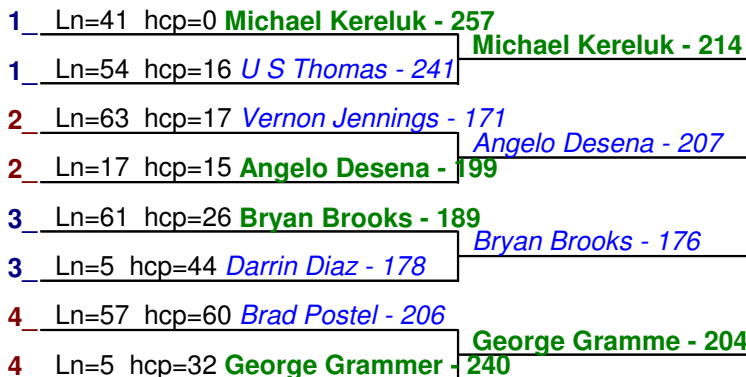 1_ Ln=41 hcp=0 Michael Kereluk - 257
Michael Kereluk - 214
1_ Ln=54 hcp=16 U S Thomas - 241
2_ Ln=63 hcp=17 Vernon Jennings - 171
Angelo Desena - 207
2_ Ln=17 hcp=15 Angelo Desena - 199
3_ Ln=61 hcp=26 Bryan Brooks - 189
Bryan Brooks - 176
3_ Ln=5 hcp=44 Darrin Diaz - 178
4_ Ln=57 hcp=60 Brad Postel - 206
George Gramme - 204
4 Ln=5 hcp=32 George Grammer - 240